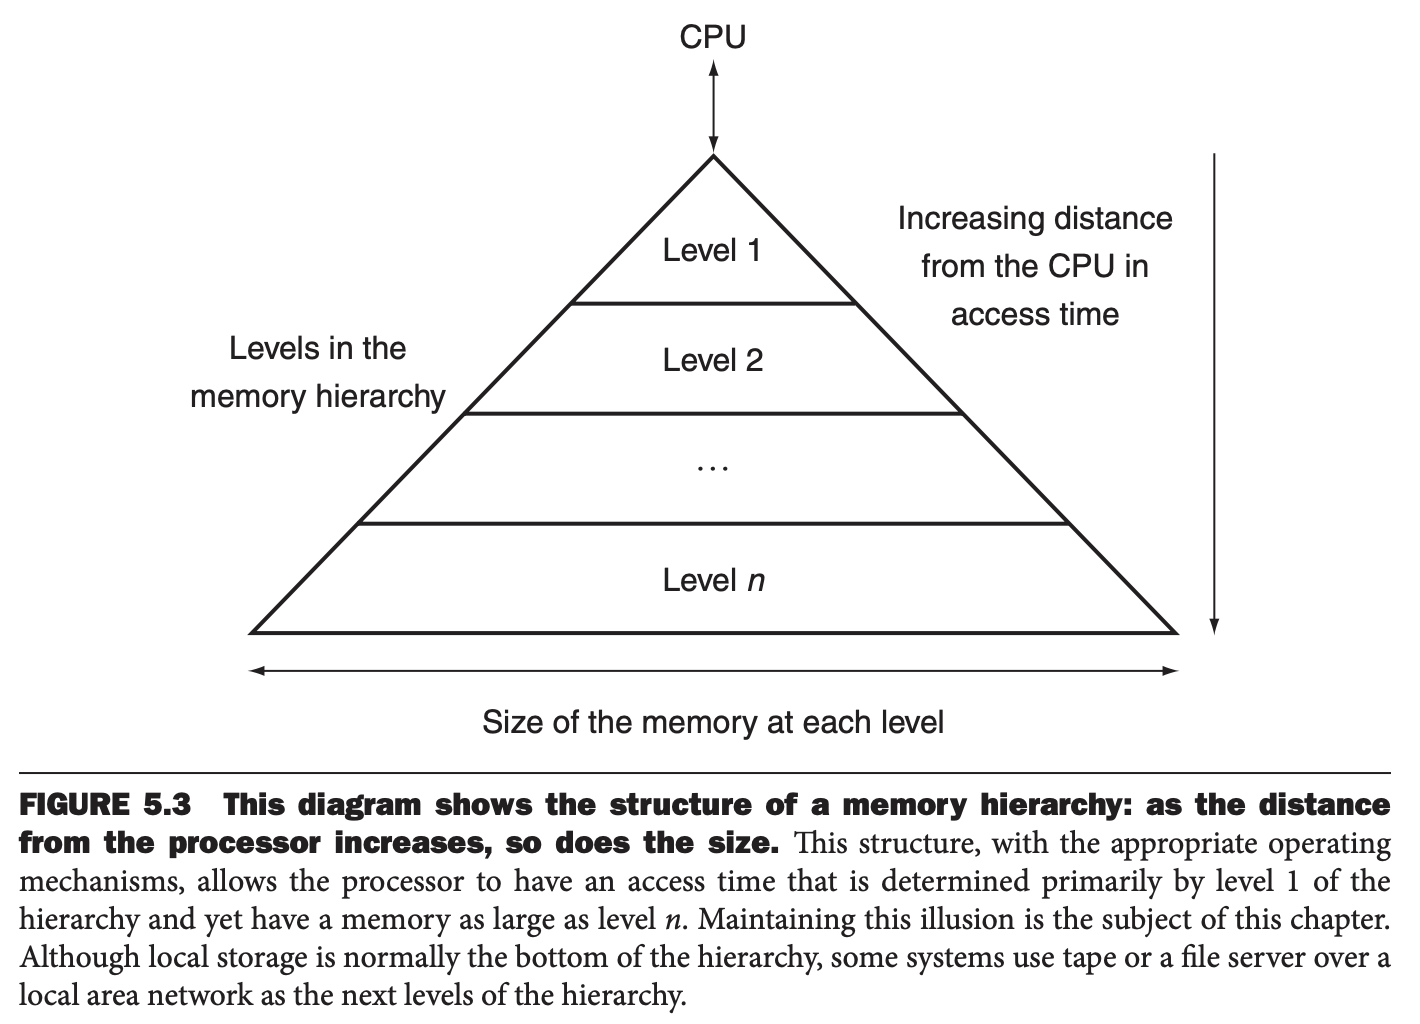 CPU
Level 1
Increasing distance
from the CPU in
access time
Levels in the
memory hierarchy
Level 2
...
Level n
Size of the memory at each level
FIGURE 5.3 This diagram shows the structure of a memory hierarchy: as the distance
from the processor increases, so does the size. This structure, with the appropriate operating
mechanisms, allows the processor to have an access time that is determined primarily by level 1 of the
hierarchy and yet have a memory as large as level n. Maintaining this illusion is the subject of this chapter.
Although local storage is normally the bottom of the hierarchy, some systems use tape or a file server over a
local area network as the next levels of the hierarchy.